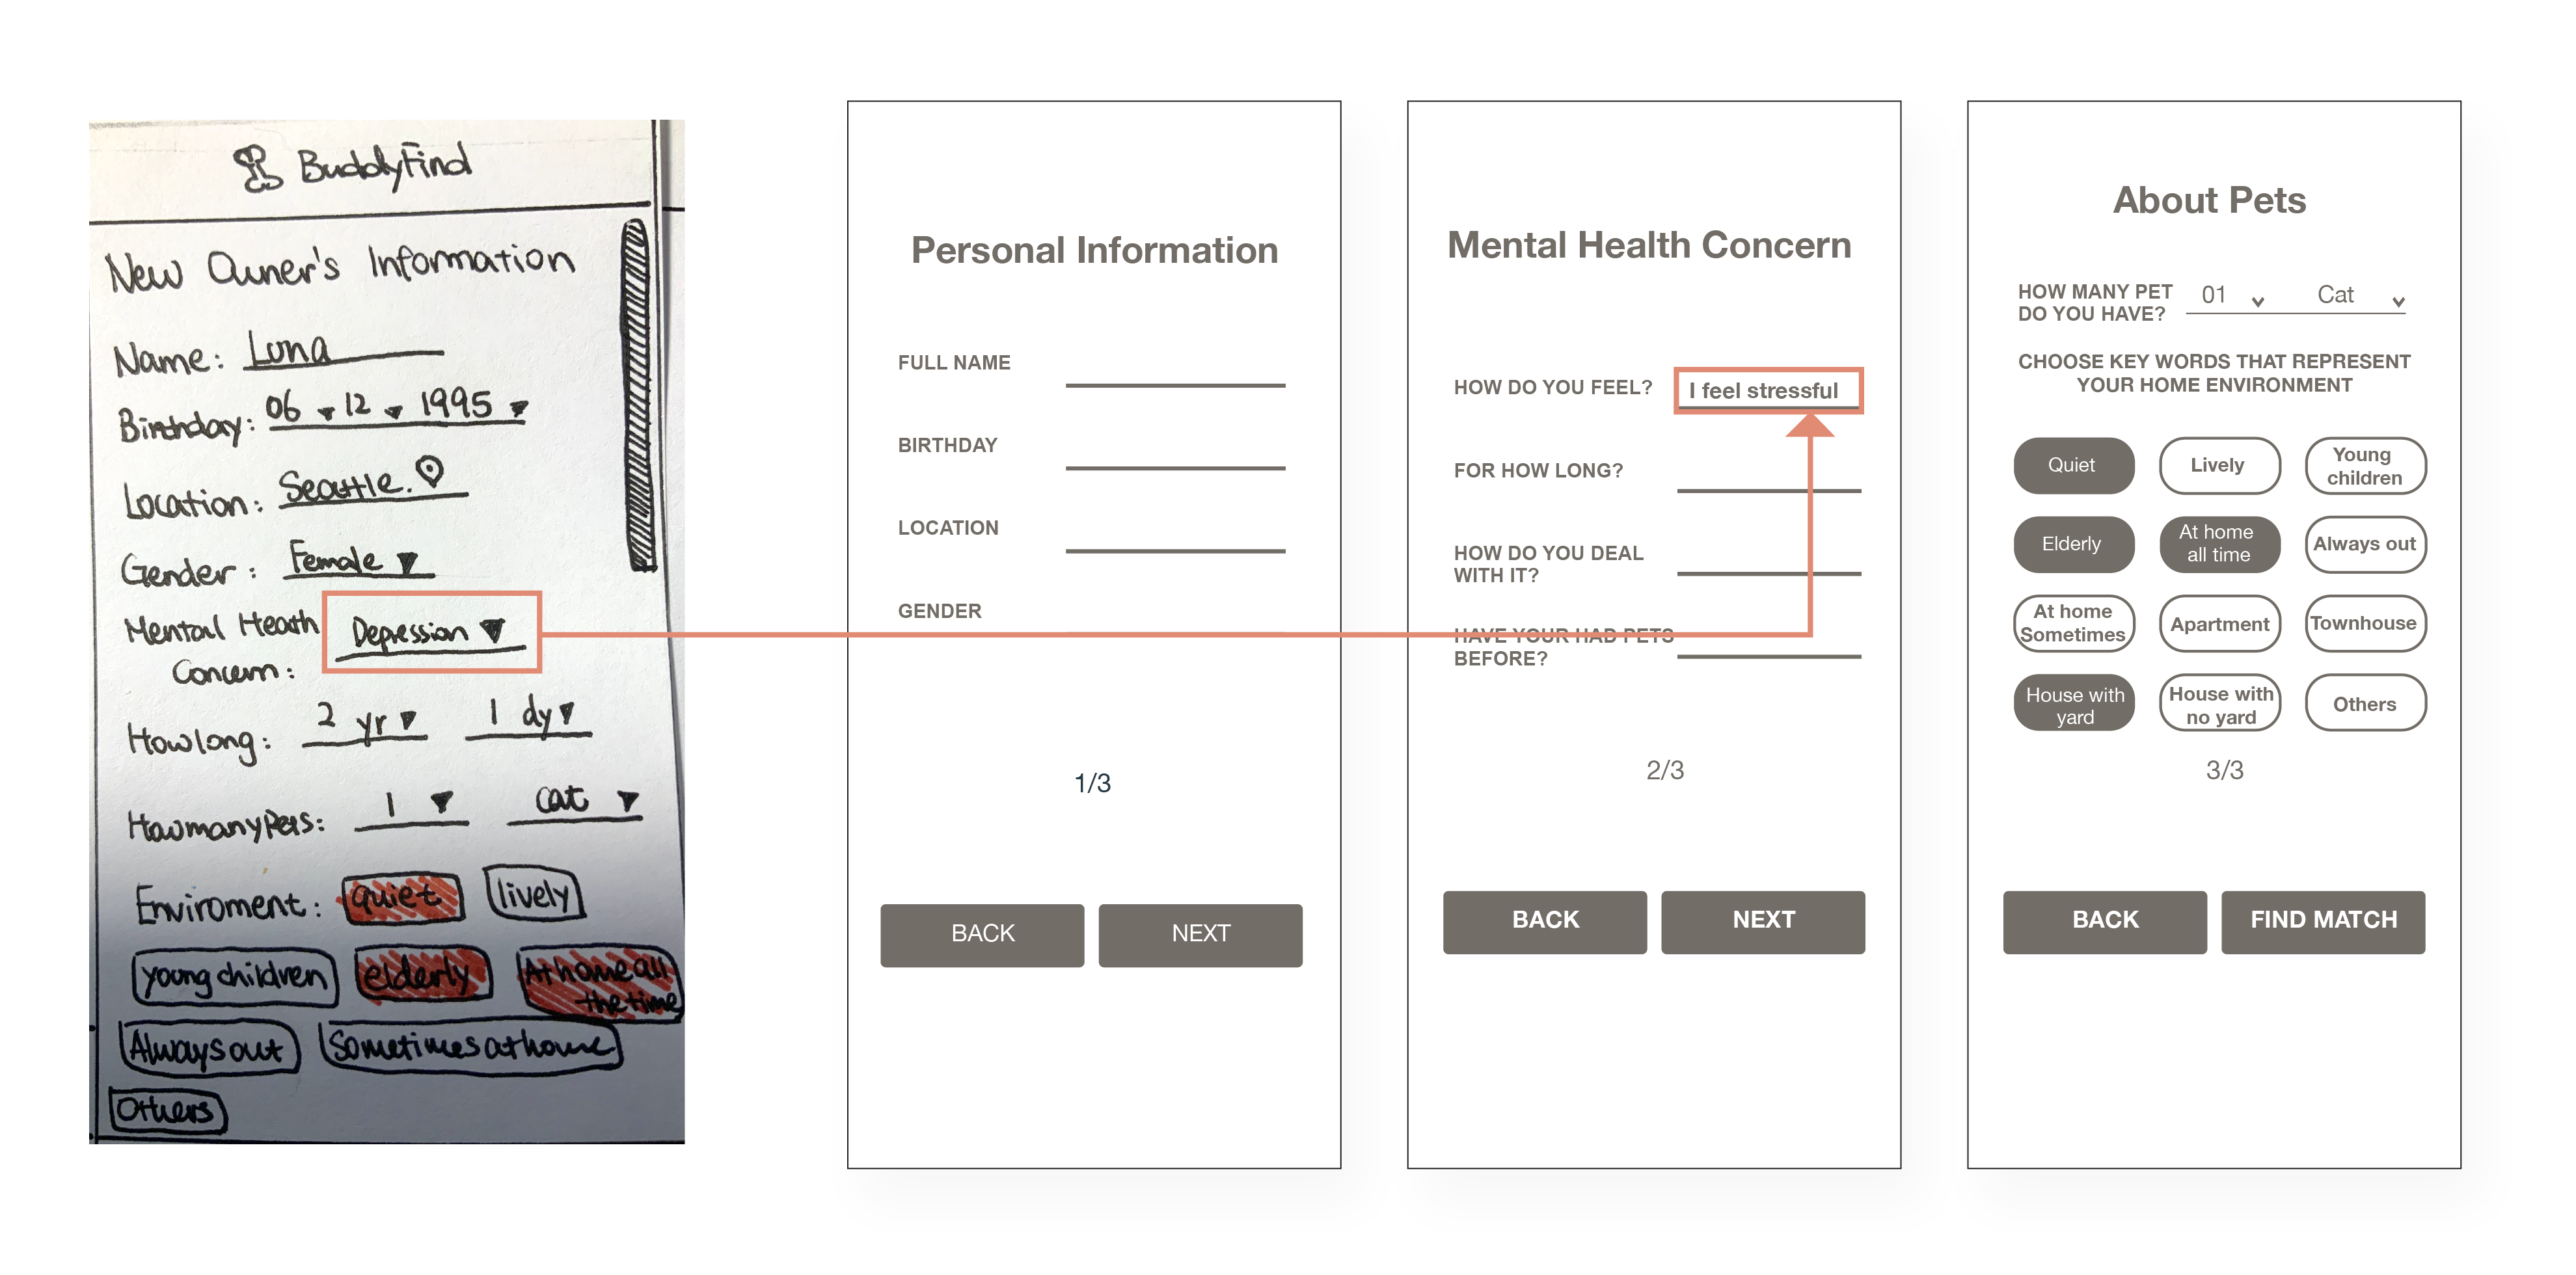 BuddyFind
New Owner's Information
Name: Luna
Birthday: 06 12 1995
Location: Seattle.
Gender: Female
Mental Heath
Concern:
Depression
How long: 2 yr 1 dy
How many Pets: 1 cat
Enviroment: quiet lively
young children elderly At home all
the time
Always out Sometimes at house
Others
Personal Information
FULL NAME
BIRTHDAY
LOCATION
GENDER
1/3
BACK NEXT
Mental Health Concern
HOW DO YOU FEEL? I feel stressful
FOR HOW LONG?
HOW DO YOU DEAL
WITH IT?
HAVE YOUR HAD PETS
BEFORE?
2/3
BACK NEXT
About Pets
HOW MANY PET
DO YOU HAVE?
01 Cat
CHOOSE KEY WORDS THAT REPRESENT
YOUR HOME ENVIRONMENT
Quiet
Lively
Young
children
Elderly
At home
all time
Always out
At home
Sometimes
Apartment
Townhouse
House with
yard
House with
no yard
Others
3/3
BACK FIND MATCH